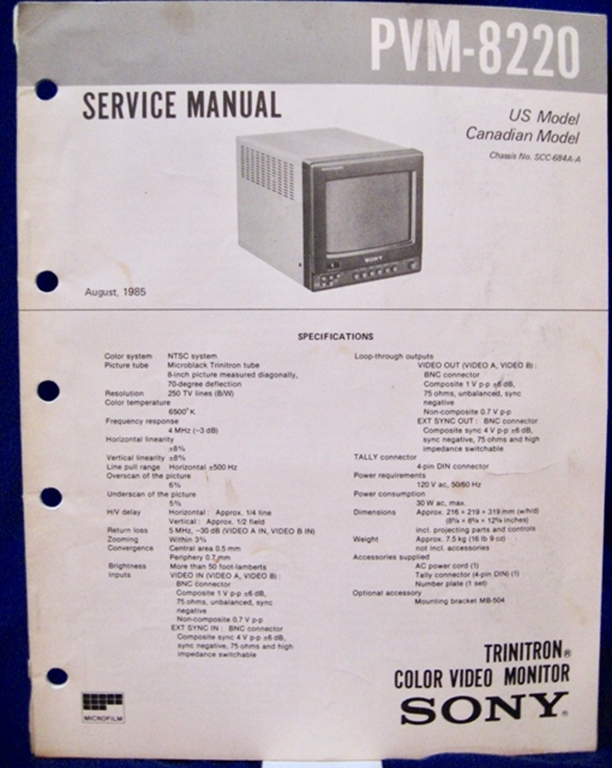 PVM-8220
SERVICE MANUAL
US Model
Canadian Model
Chassis No. SCC-684A-A
SONY
August, 1985
SPECIFICATIONS
Color system NTSC system
Picture tube Microblack Trinitron tube
8-inch picture measured diagonally,
70-degree deflection
Resolution 250 TV lines (B/W)
Color temperature
6500°K
Frequency response
4 MHz (-3 dB)
Horizontal linearity
±8%
Vertical linearity ±8%
Line pull range Horizontal ±500 Hz
Overscan of the picture
6%
Underscan of the picture
5%
H/V delay Horizontal: Approx. 1/4 line
Vertical: Approx. 1/2 field
Return loss 5 MHz, -30 dB (VIDEO A IN, VIDEO B IN)
Zooming Within 3%
Convergence Central area 0.5 mm
Periphery 0.7 mm
Brightness More than 50 foot-lamberts
Inputs VIDEO IN (VIDEO A, VIDEO B):
BNC connector
Composite 1 V p-p ±6 dB,
75 ohms, unbalanced, sync
negative
Non-composite 0.7 V p-p
EXT SYNC IN: BNC connector
Composite sync 4 V p-p ±6 dB,
sync negative, 75 ohms and high
impedance switchable
Loop-through outputs
VIDEO OUT (VIDEO A, VIDEO B):
BNC connector
Composite 1 V p-p ±6 dB,
75 ohms, unbalanced, sync
negative
Non-composite 0.7 V p-p
EXT SYNC OUT: BNC connector
Composite sync 4 V p-p ±6 dB,
sync negative, 75 ohms and high
impedance switchable
TALLY connector
4-pin DIN connector
Power requirements
120 V ac, 50/60 Hz
Power consumption
30 W ac, max.
Dimensions Approx. 216 × 219 × 319 mm (w/h/d)
inches)
incl. projecting parts and controls
Weight Approx. 7.5 kg (16 lb 9 oz)
not incl. accessories
Accessories supplied
AC power cord (1)
Tally connector (4-pin DIN) (1)
Number plate (1 set)
Optional accessory
Mounting bracket MB-504
MICROFILM
TRINITRON®
COLOR VIDEO MONITOR
SONY®